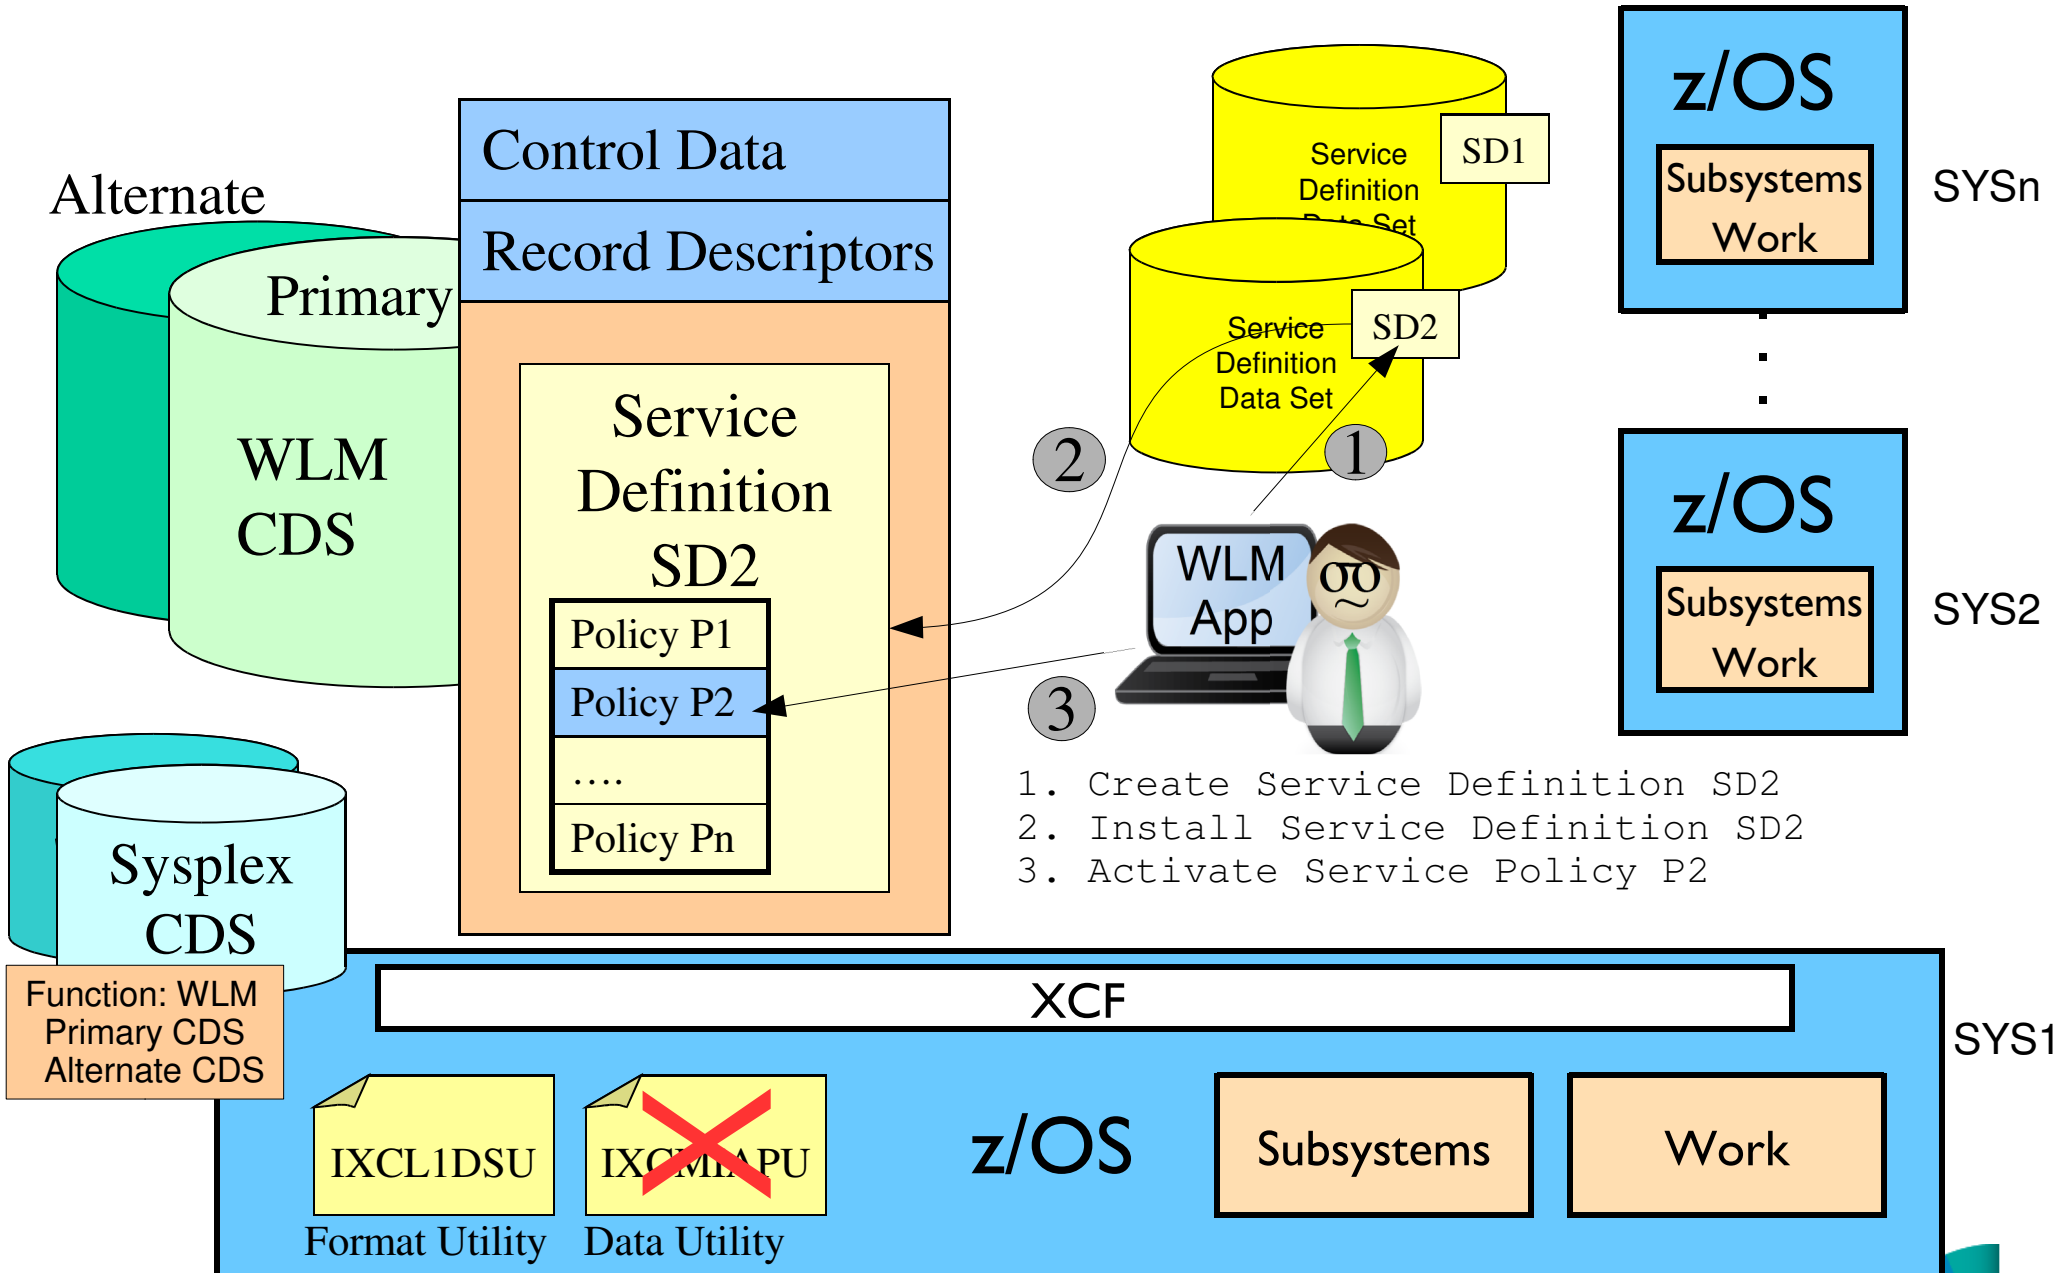 Alternate
Primary
WLM
CDS
Control Data
Record Descriptors
Service
Definition
SD2
Policy P1
Policy P2
....
Policy Pn
Service
Definition
Data Set
SD1
Service
Definition
Data Set
SD2
1
2
3
WLM
App
1. Create Service Definition SD2
2. Install Service Definition SD2
3. Activate Service Policy P2
z/OS
Subsystems
Work
SYSn
z/OS
Subsystems
Work
SYS2
Sysplex
CDS
Function: WLM
Primary CDS
Alternate CDS
XCF
SYS1
IXCL1DSU
Format Utility
IXCMIAPU
Data Utility
z/OS
Subsystems
Work